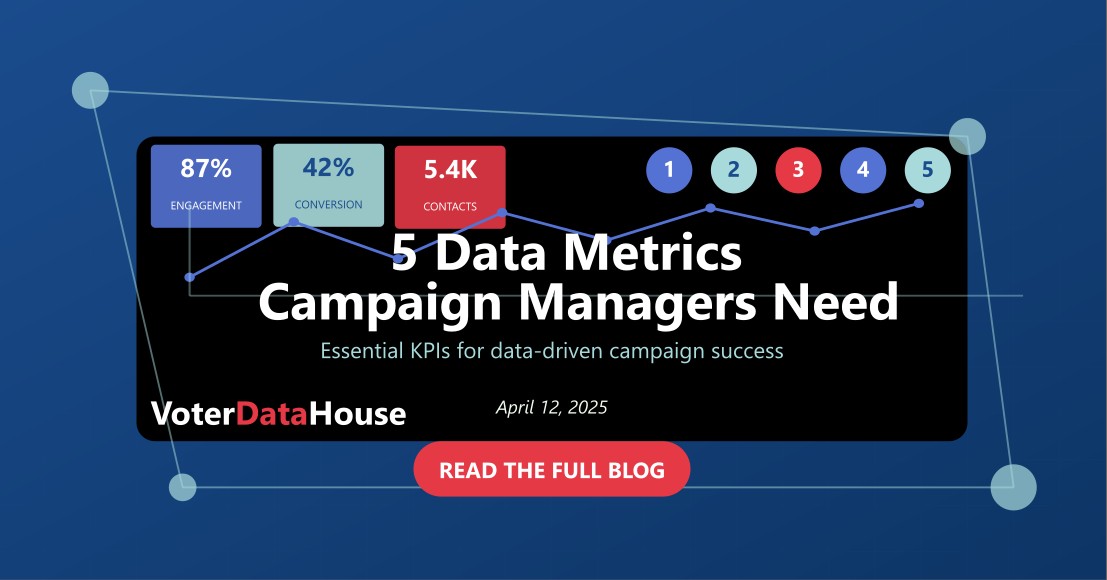 87%
ENGAGEMENT
42%
CONVERSION
5.4K
CONTACTS
1 2 3 4 5
5 Data Metrics
Campaign Managers Need
Essential KPIs for data-driven campaign success
VoterDataHouse
April 12, 2025
READ THE FULL BLOG